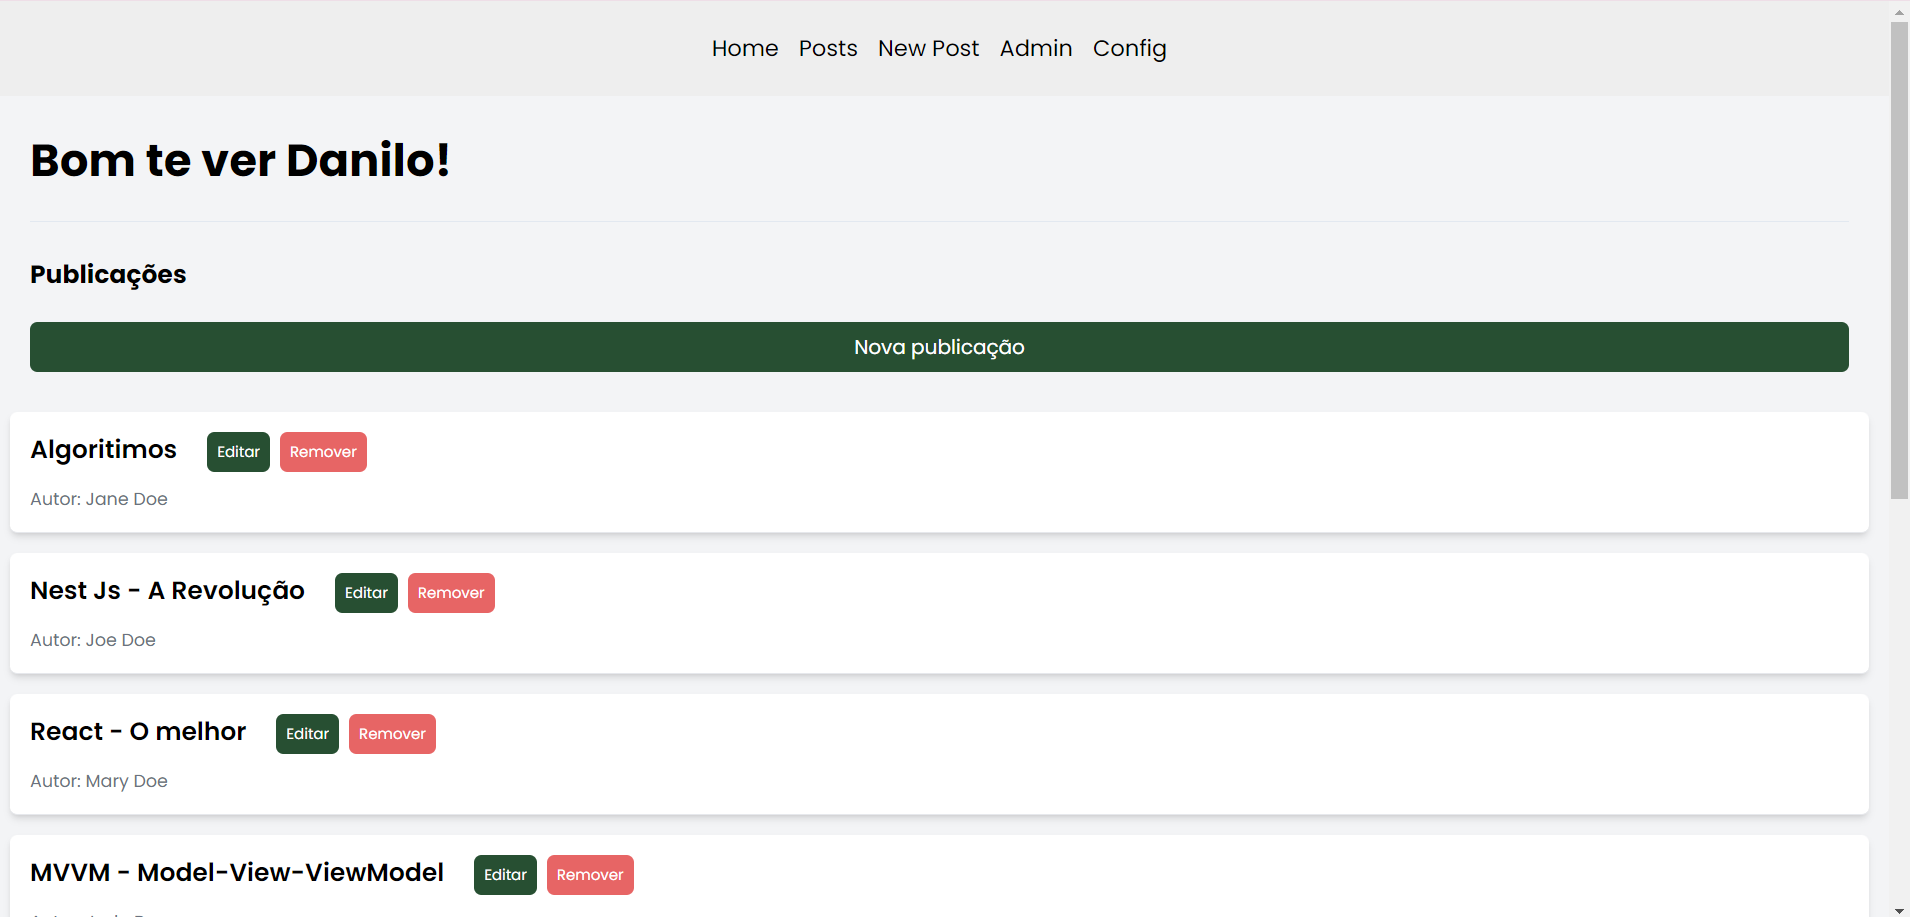 Home Posts New Post Admin Config
Bom te ver Danilo!
Publicações
Nova publicação
Algoritimos Editar Remover
Autor: Jane Doe
Nest Js - A Revolução Editar Remover
Autor: Joe Doe
React - O melhor Editar Remover
Autor: Mary Doe
MVVM - Model-View-ViewModel Editar Remover